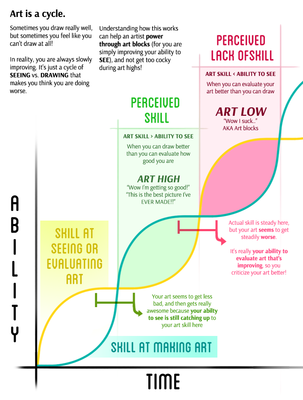 Art is a cycle.
Sometimes you draw really well,
but sometimes you feel like you
can't draw at all!
In reality, you are always slowly
improving. It's just a cycle of
SEEING vs. DRAWING that
makes you think you are doing
worse.
Understanding how this works
can help an artist power
through art blocks (for you are
simply improving your ability to
SEE), and not get too cocky
during art highs!
PERCEIVED
LACK OF SKILL
ART SKILL < ABILITY TO SEE
When you can evaluate your
art better than you can draw
ART LOW
"Wow I suck.."
AKA Art blocks
PERCEIVED
SKILL
ART SKILL > ABILITY TO SEE
When you can draw better
than you can evaluate how
good you are
ART HIGH
"Wow I'm getting so good!"
"This is the best picture I've
EVER MADE!!!"
SKILL AT
SEEING OR
EVALUATING
ART
Actual skill is steady here,
but your art seems to get
steadily worse.
It's really your ability to
evaluate art that's
improving, so you
criticize your art better!
Your art seems to get less
bad, and then gets really
awesome because your abilty
to see is still catching up to
your art skill here
SKILL AT MAKING ART
ABILITY
TIME